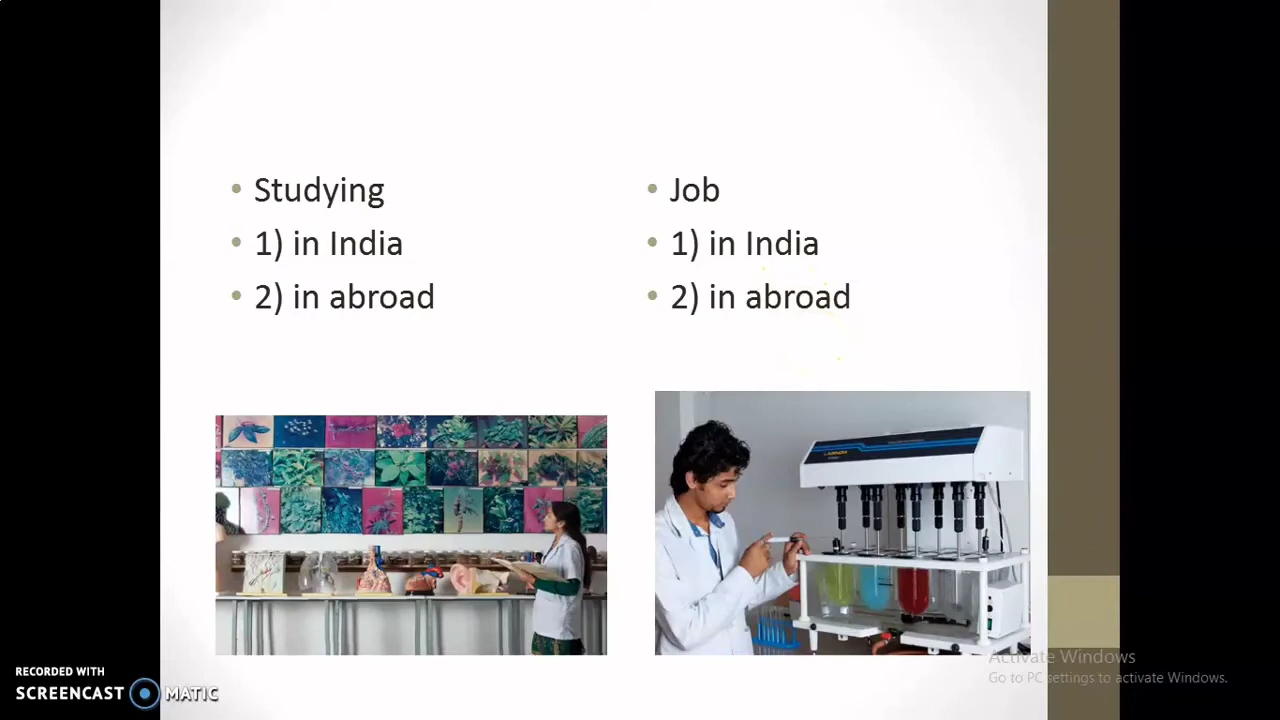 Studying
1) in India
2) in abroad
Job
1) in India
2) in abroad
Activate Windows
Go to PC settings to activate Windows.
RECORDED WITH
SCREENCAST MATIC